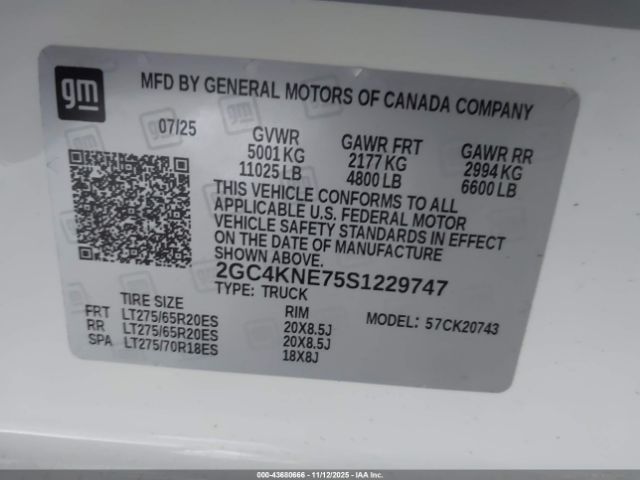 gm
MFD BY GENERAL MOTORS OF CANADA COMPANY
07/25 GVWR GAWR FRT GAWR RR
5001 KG 2177 KG 2994 KG
11025 LB 4800 LB 6600 LB
THIS VEHICLE CONFORMS TO ALL
APPLICABLE U.S. FEDERAL MOTOR
VEHICLE SAFETY STANDARDS IN EFFECT
ON THE DATE OF MANUFACTURE
SHOWN ABOVE.
2GC4KNE75S1229747
TYPE: TRUCK
TIRE SIZE RIM MODEL: 57CK20743
FRT LT275/65R20ES 20X8.5J
RR LT275/65R20ES 20X8.5J
SPA LT275/70R18ES 18X8J
000-43680666 - 11/12/2025 - IAA, Inc.